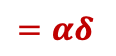 = αδ